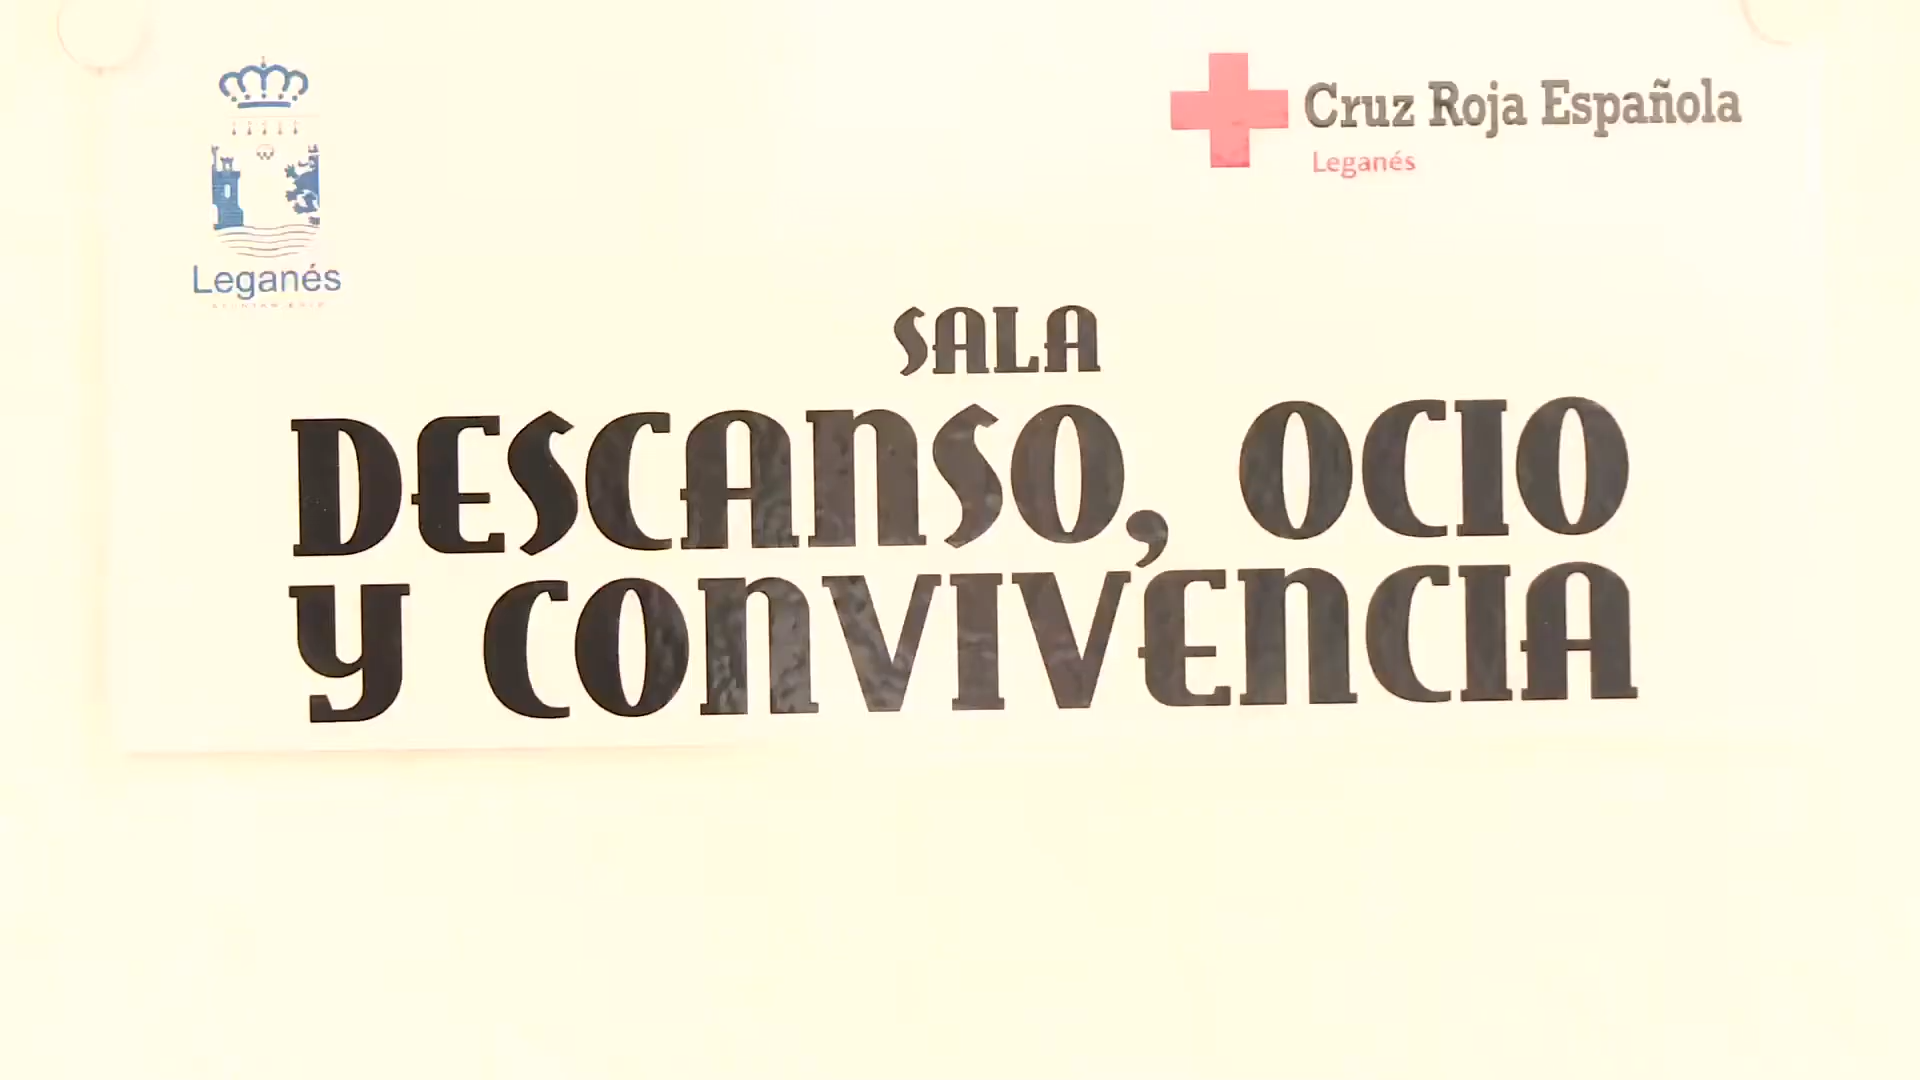 Cruz Roja Española
Leganés
Leganés
SALA
DESCANSO, OCIO
Y CONVIVENCIA